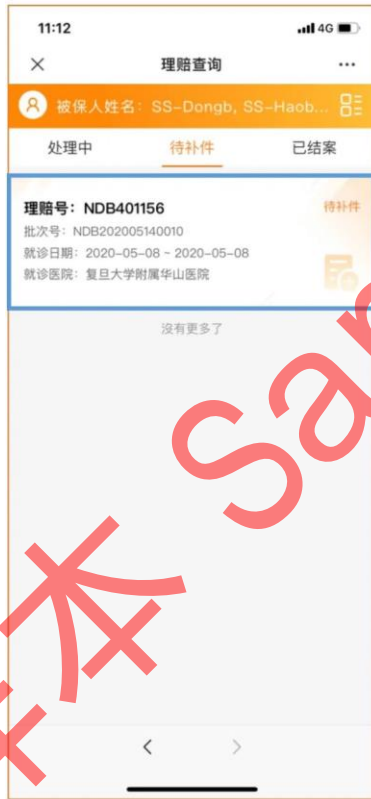 11:12
4G
理赔查询
被保人姓名: SS-Dongb, SS-Haob...
处理中 待补件 已结案
理赔号: NDB401156 待补件
批次号: NDB202005140010
就诊日期: 2020-05-08 ~ 2020-05-08
就诊医院: 复旦大学附属华山医院
沒有更多了